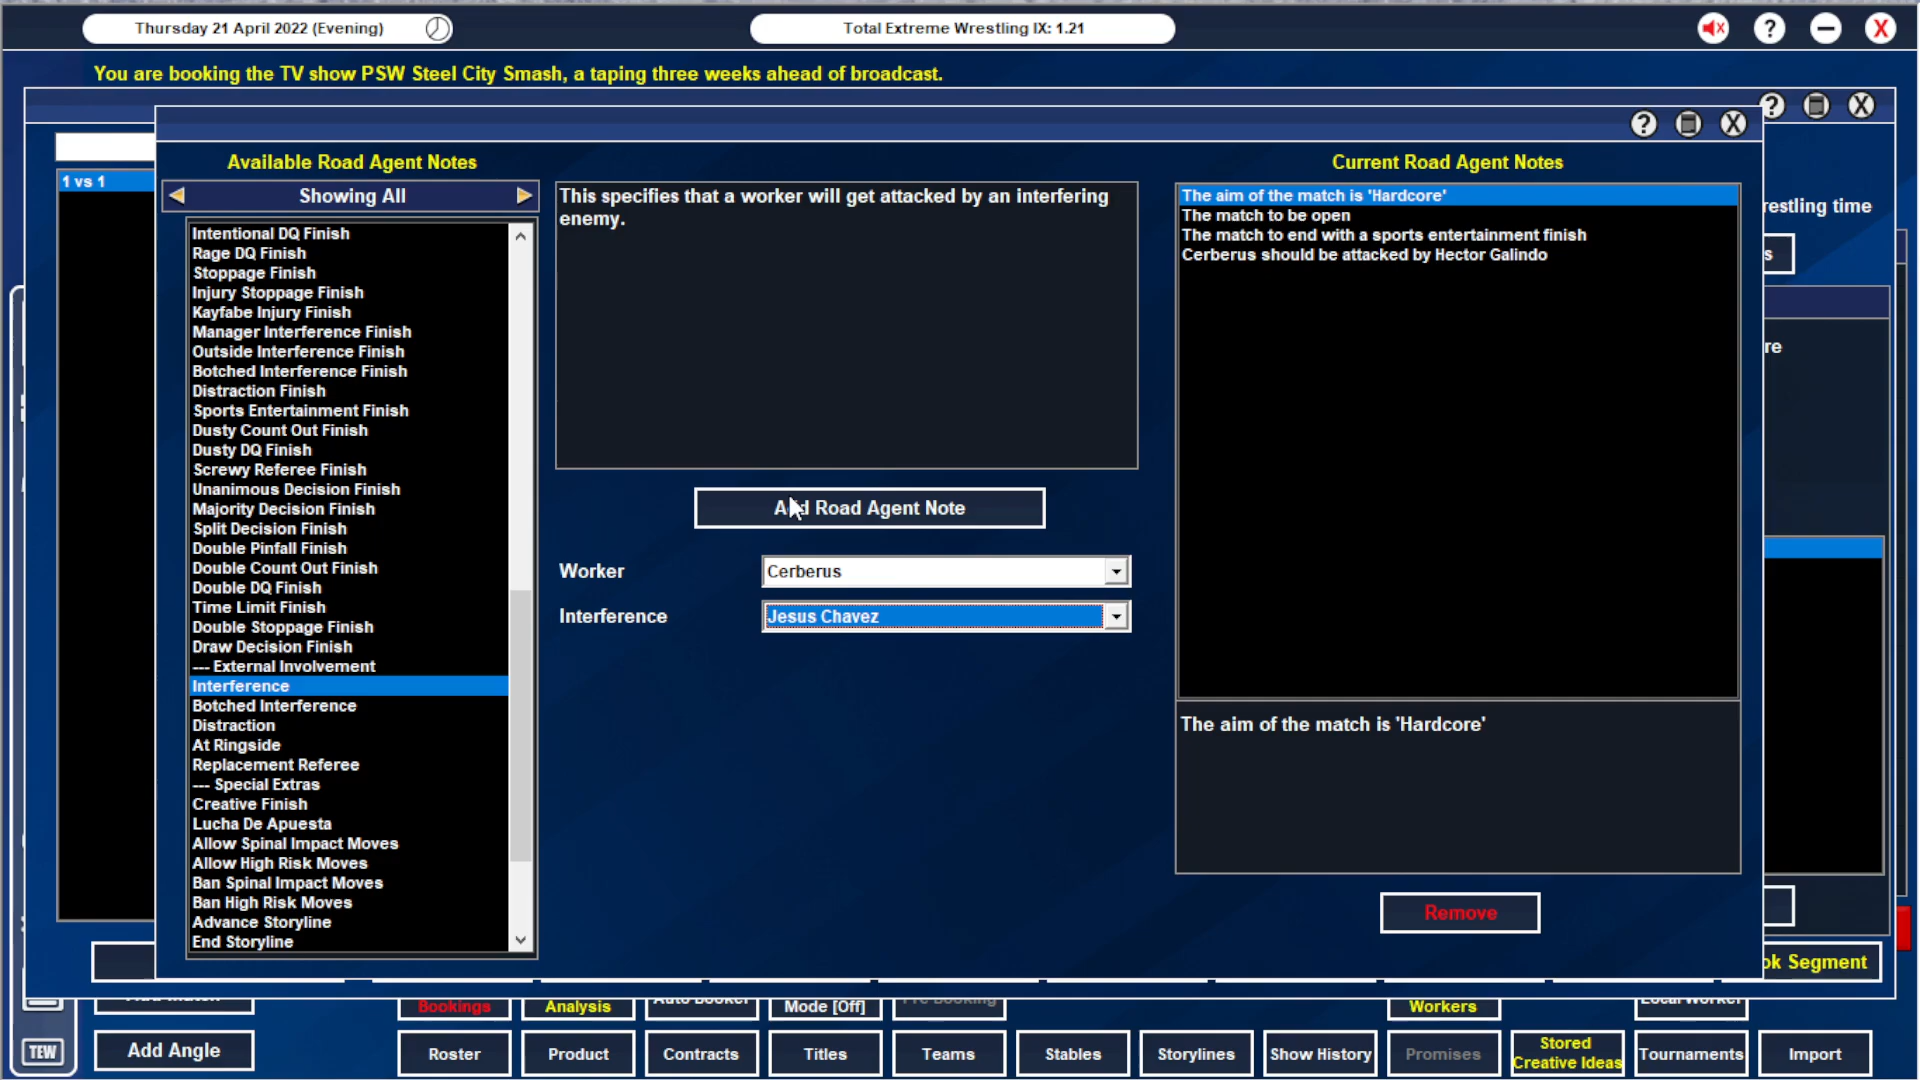 Thursday 21 April 2022 (Evening)
Total Extreme Wrestling IX: 1.21
You are booking the TV show PSW Steel City Smash, a taping three weeks ahead of broadcast.
Available Road Agent Notes
Showing All
1 vs 1
Intentional DQ Finish
Rage DQ Finish
Stoppage Finish
Injury Stoppage Finish
Kayfabe Injury Finish
Manager Interference Finish
Outside Interference Finish
Botched Interference Finish
Distraction Finish
Sports Entertainment Finish
Dusty Count Out Finish
Dusty DQ Finish
Screwy Referee Finish
Unanimous Decision Finish
Majority Decision Finish
Split Decision Finish
Double Pinfall Finish
Double Count Out Finish
Double DQ Finish
Time Limit Finish
Double Stoppage Finish
Draw Decision Finish
--- External Involvement
Interference
Botched Interference
Distraction
At Ringside
Replacement Referee
--- Special Extras
Creative Finish
Lucha De Apuesta
Allow Spinal Impact Moves
Allow High Risk Moves
Ban Spinal Impact Moves
Ban High Risk Moves
Advance Storyline
End Storyline
This specifies that a worker will get attacked by an interfering
enemy.
Add Road Agent Note
Worker
Cerberus
Interference
Jesus Chavez
Current Road Agent Notes
The aim of the match is 'Hardcore'
The match to be open
The match to end with a sports entertainment finish
Cerberus should be attacked by Hector Galindo
The aim of the match is 'Hardcore'
Remove
restling time
s
re
ok Segment
Bookings
Analysis
Auto Booker
Mode [Off]
Pre Booking
Workers
Local Worker
TEW
Add Angle
Roster
Product
Contracts
Titles
Teams
Stables
Storylines
Show History
Promises
Stored
Creative Ideas
Tournaments
Import